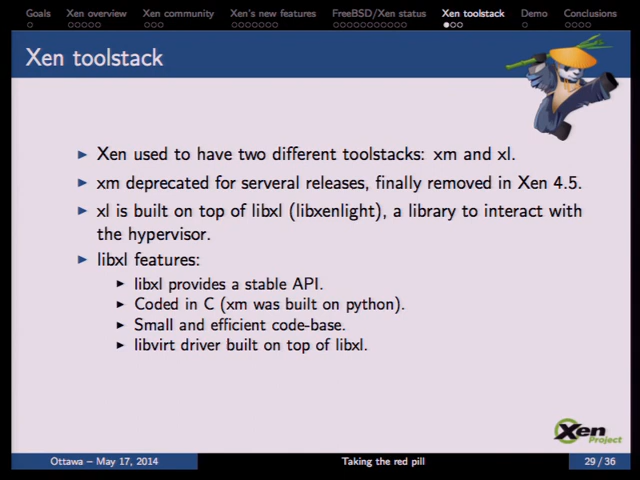 Goals Xen overview Xen community Xen's new features FreeBSD/Xen status Xen toolstack Demo Conclusions
Xen toolstack
Xen used to have two different toolstacks: xm and xl.
xm deprecated for serveral releases, finally removed in Xen 4.5.
xl is built on top of libxl (libxenlight), a library to interact with
the hypervisor.
libxl features:
libxl provides a stable API.
Coded in C (xm was built on python).
Small and efficient code-base.
libvirt driver built on top of libxl.
Xen
Project
Ottawa – May 17, 2014 Taking the red pill 29 / 36